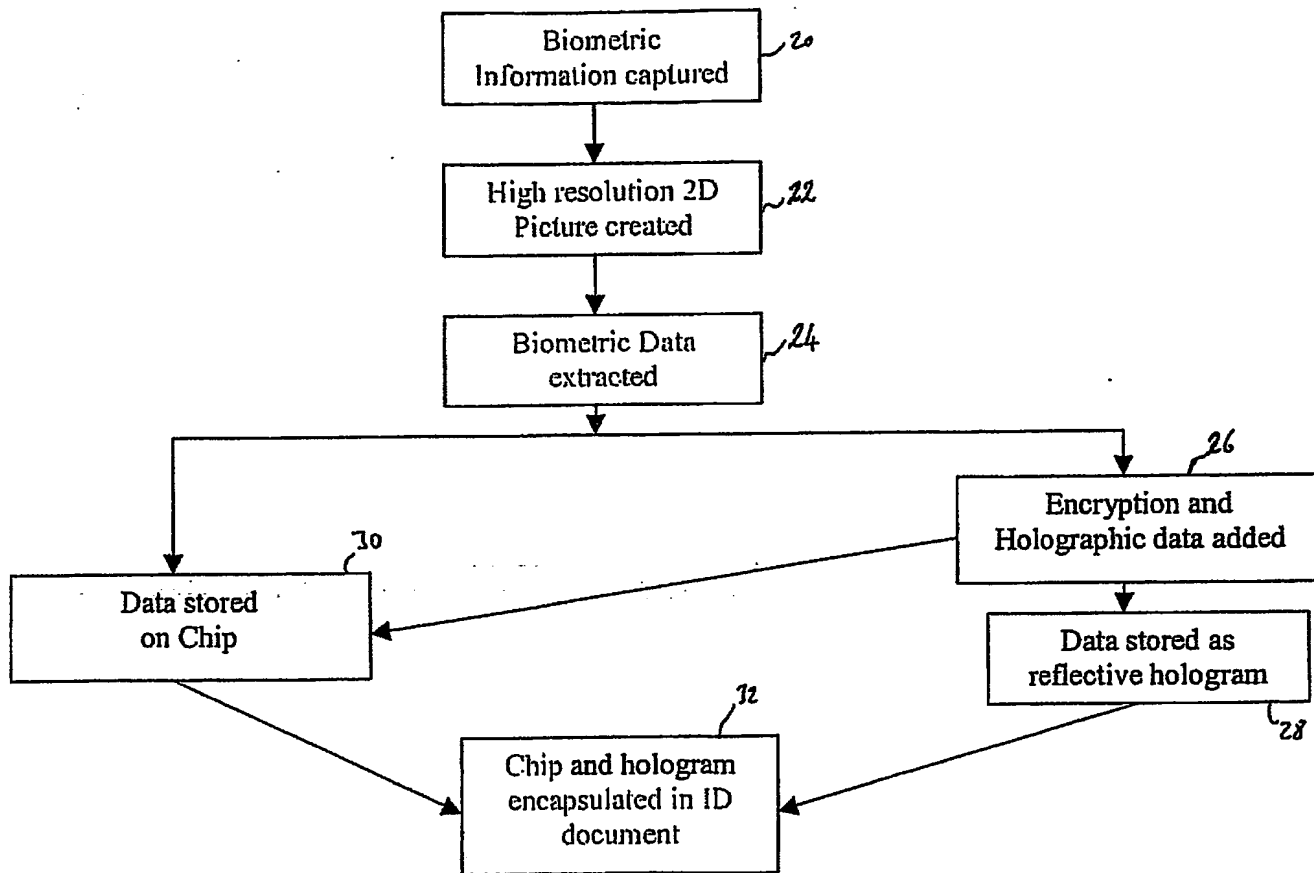 Biometric
Information captured
20
High resolution 2D
Picture created
22
Biometric Data
extracted
24
26
Encryption and
Holographic data added
30
Data stored
on Chip
Data stored as
reflective hologram
28
32
Chip and hologram
encapsulated in ID
document